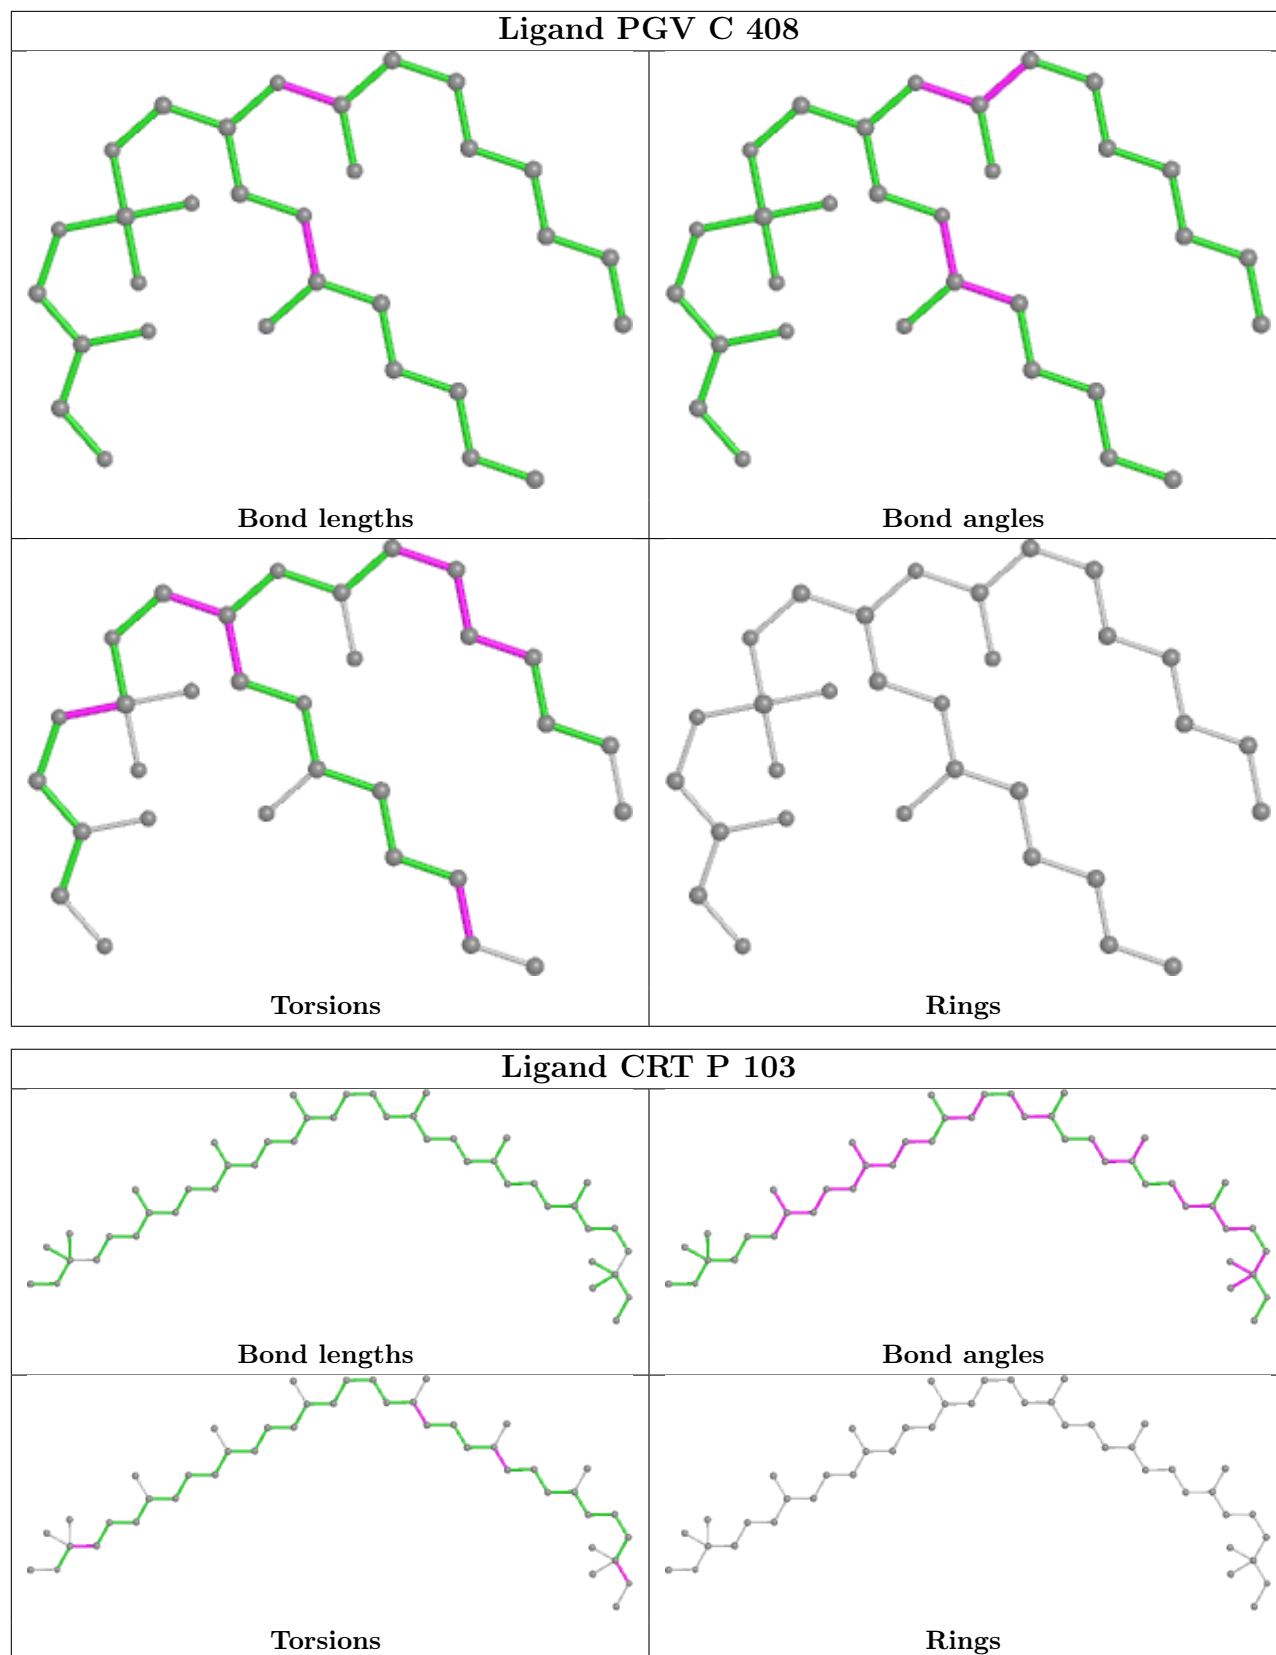 Ligand PGV C 408
Bond lengths
Bond angles
Torsions
Rings
Ligand CRT P 103
Bond lengths
Bond angles
Torsions
Rings